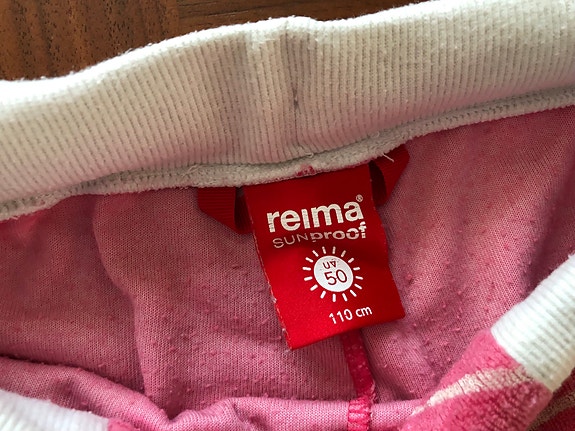 reima®
SUNproof
UV
50
110 cm